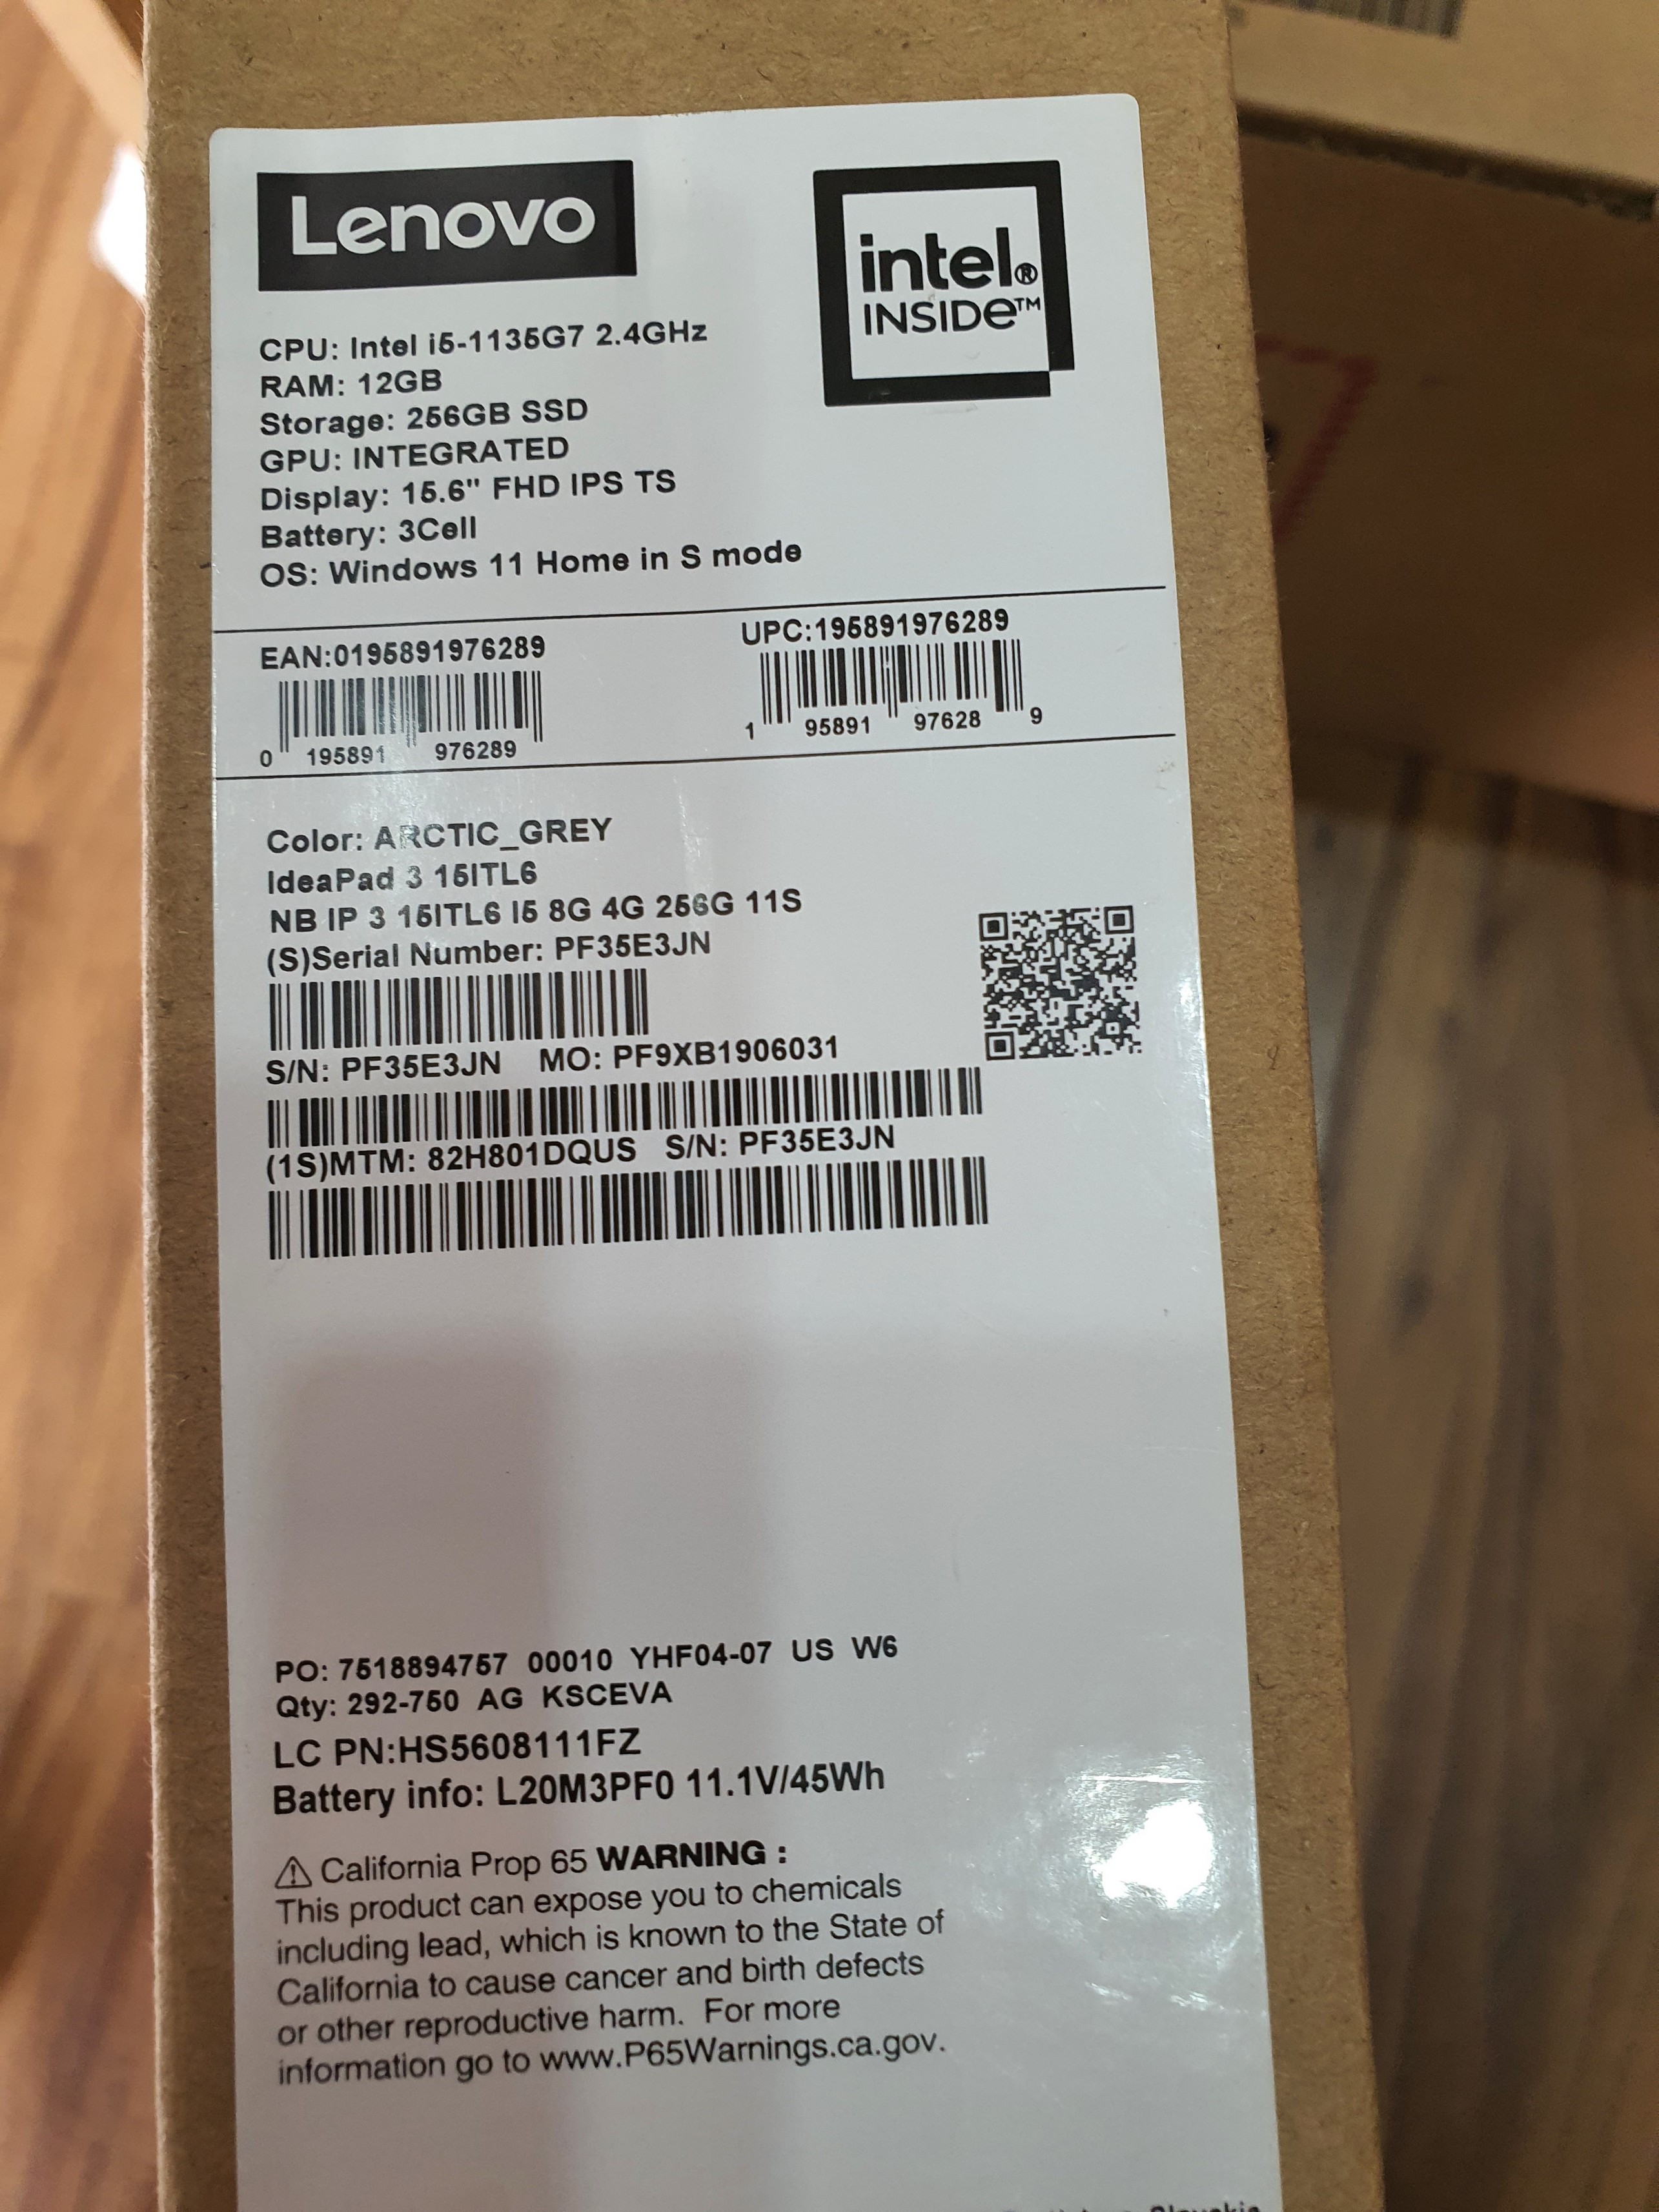 Lenovo
intel®
INSIDe™
CPU: Intel i5-1135G7 2.4GHz
RAM: 12GB
Storage: 256GB SSD
GPU: INTEGRATED
Display: 15.6" FHD IPS TS
Battery: 3Cell
OS: Windows 11 Home in S mode
EAN:0195891976289
0 195891 976289
UPC:195891976289
1 95891 97628 9
Color: ARCTIC_GREY
IdeaPad 3 15ITL6
NB IP 3 15ITL6 I5 8G 4G 256G 11S
(S)Serial Number: PF35E3JN
S/N: PF35E3JN MO: PF9XB1906031
(1S)MTM: 82H801DQUS S/N: PF35E3JN
PO: 7518894757 00010 YHF04-07 US W6
Qty: 292-750 AG KSCEVA
LC PN:HS5608111FZ
Battery info: L20M3PF0 11.1V/45Wh
⚠ California Prop 65 WARNING :
This product can expose you to chemicals
including lead, which is known to the State of
California to cause cancer and birth defects
or other reproductive harm. For more
information go to www.P65Warnings.ca.gov.